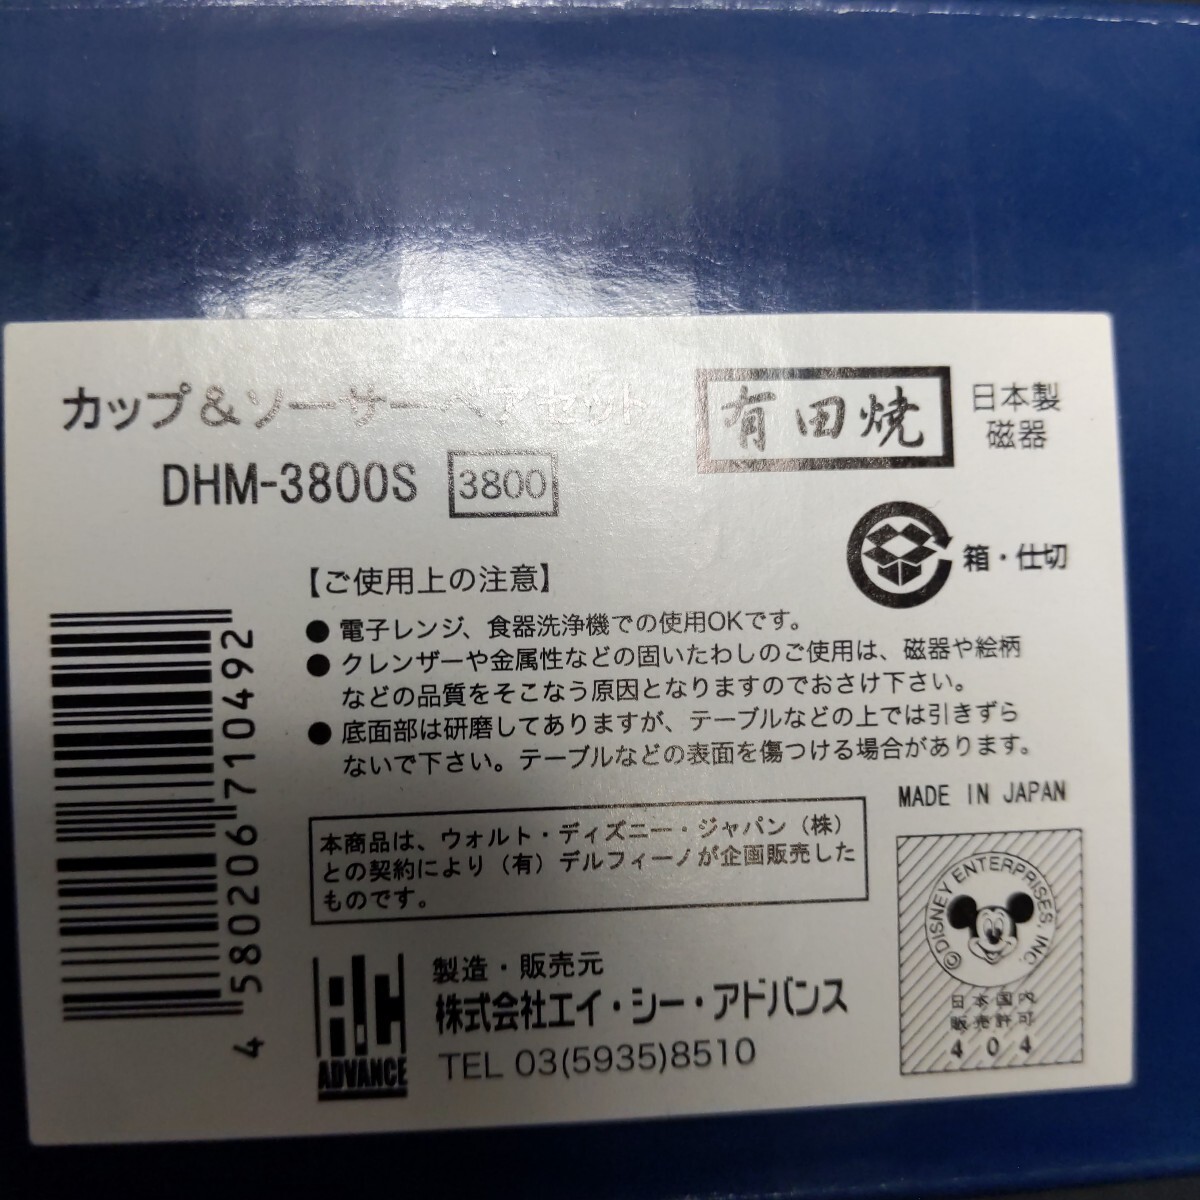 カップ＆ソーサーペアセット
有田焼
日本製
磁器
DHM-3800S 3800
箱・仕切
【ご使用上の注意】
● 電子レンジ、食器洗浄機での使用OKです。
● クレンザーや金属性などの固いたわしのご使用は、磁器や絵柄
などの品質をそこなう原因となりますのでおさけ下さい。
● 底面部は研磨してありますが、テーブルなどの上では引きずら
ないで下さい。テーブルなどの表面を傷つける場合があります。
4580206710492
MADE IN JAPAN
本商品は、ウォルト・ディズニー・ジャパン（株）
との契約により（有）デルフィーノが企画販売した
ものです。
©DISNEY ENTERPRISES, INC.
日本国内
販売許可
404
A.C
ADVANCE
製造・販売元
株式会社エイ・シー・アドバンス
TEL 03(5935)8510